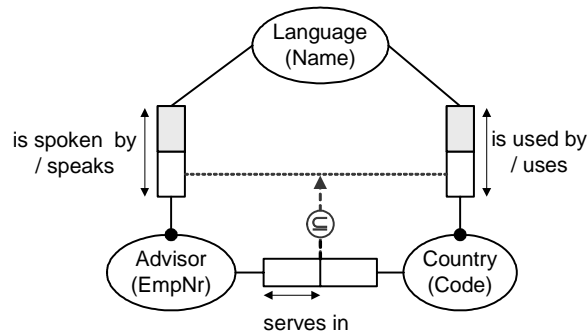 Language
(Name)
is spoken by
/ speaks
is used by
/ uses
⊆
Advisor
(EmpNr)
Country
(Code)
serves in